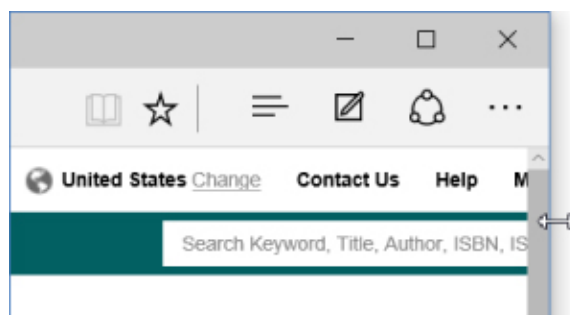 United States Change Contact Us Help M
Search Keyword, Title, Author, ISBN, IS